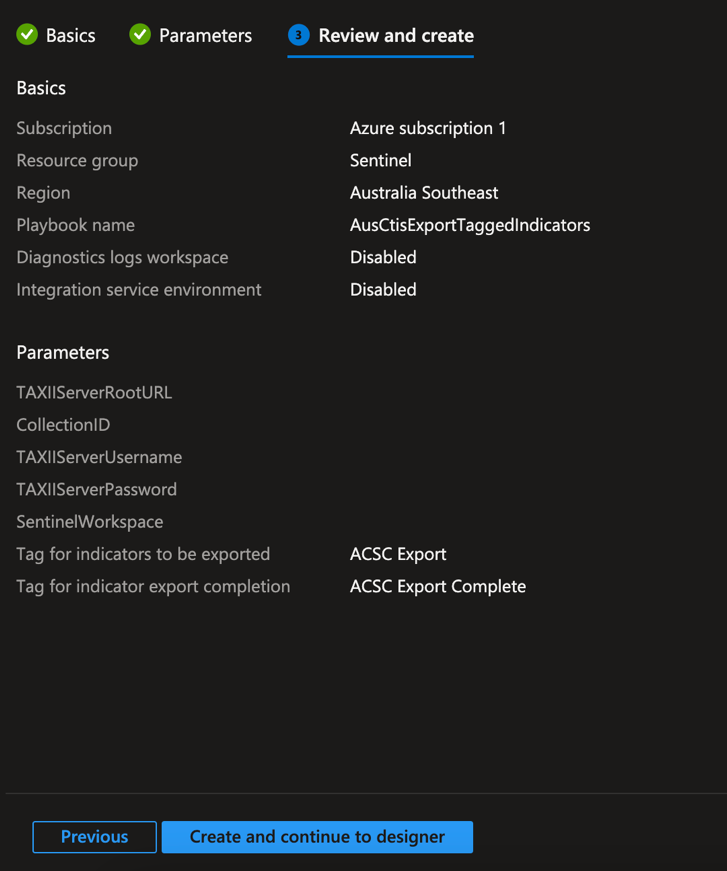 Basics Parameters 3 Review and create
Basics
Subscription Azure subscription 1
Resource group Sentinel
Region Australia Southeast
Playbook name AusCtisExportTaggedIndicators
Diagnostics logs workspace Disabled
Integration service environment Disabled
Parameters
TAXIIServerRootURL
CollectionID
TAXIIServerUsername
TAXIIServerPassword
SentinelWorkspace
Tag for indicators to be exported ACSC Export
Tag for indicator export completion ACSC Export Complete
Previous Create and continue to designer